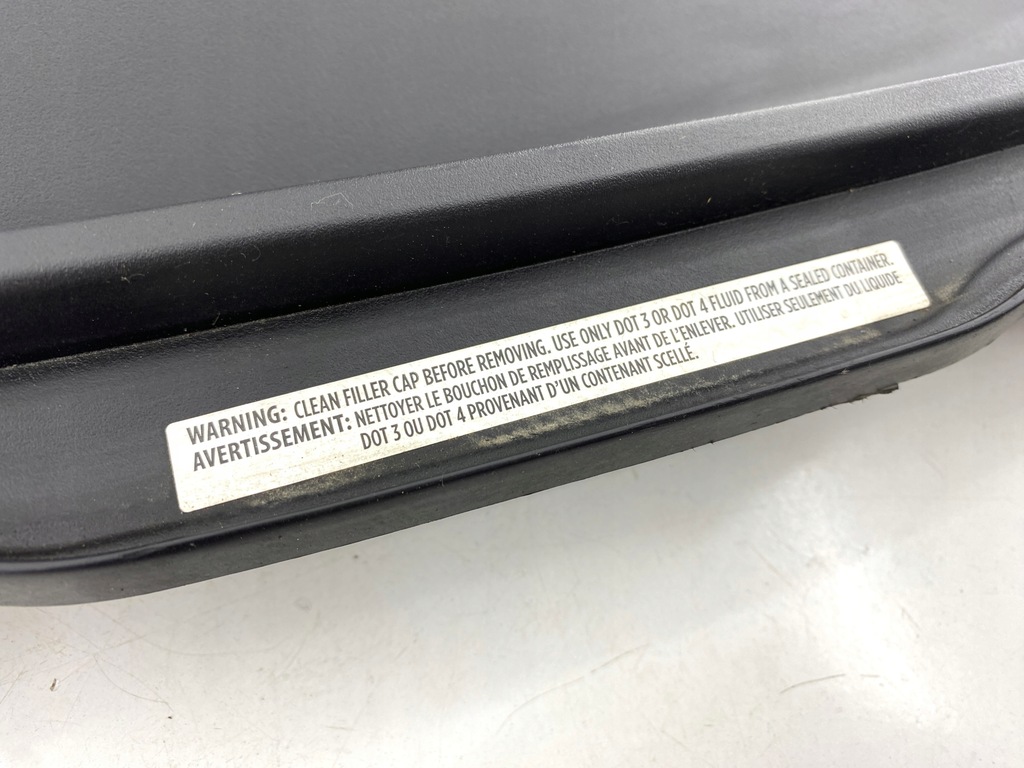 WARNING: CLEAN FILLER CAP BEFORE REMOVING. USE ONLY DOT 3 OR DOT 4 FLUID FROM A SEALED CONTAINER.
AVERTISSEMENT: NETTOYER LE BOUCHON DE REMPLISSAGE AVANT DE L'ENLEVER. UTILISER SEULEMENT DU LIQUIDE
DOT 3 OU DOT 4 PROVENANT D'UN CONTENANT SCELLÉ.